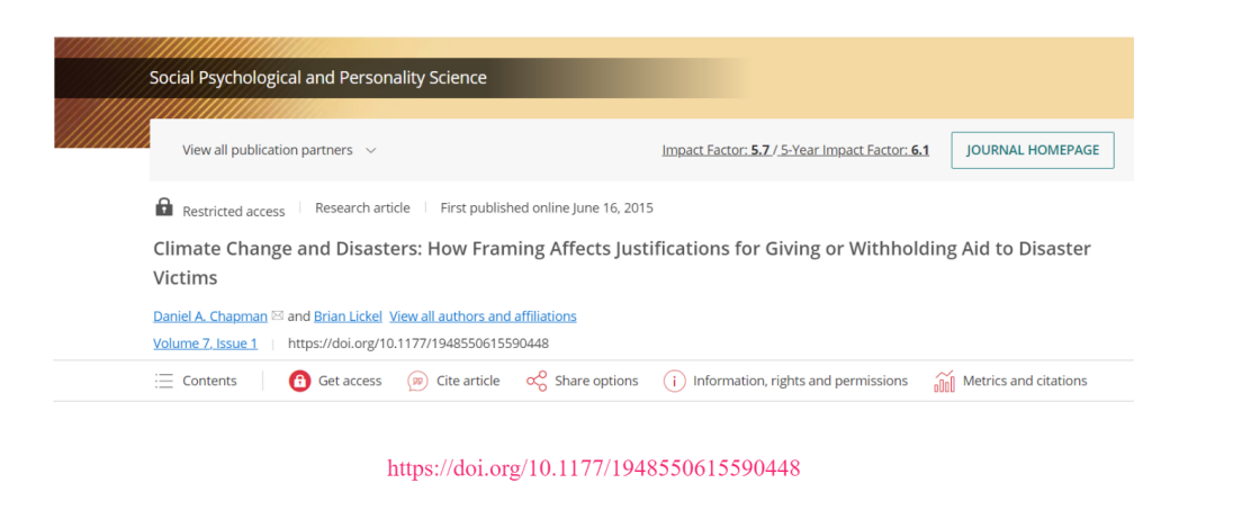 Social Psychological and Personality Science
View all publication partners
Impact Factor: 5.7 / 5-Year Impact Factor: 6.1
JOURNAL HOMEPAGE
Restricted access
Research article
First published online June 16, 2015
Climate Change and Disasters: How Framing Affects Justifications for Giving or Withholding Aid to Disaster
Victims
Daniel A. Chapman and Brian Lickel View all authors and affiliations
Volume 7, Issue 1
https://doi.org/10.1177/1948550615590448
Contents
Get access
Cite article
Share options
Information, rights and permissions
Metrics and citations
https://doi.org/10.1177/1948550615590448